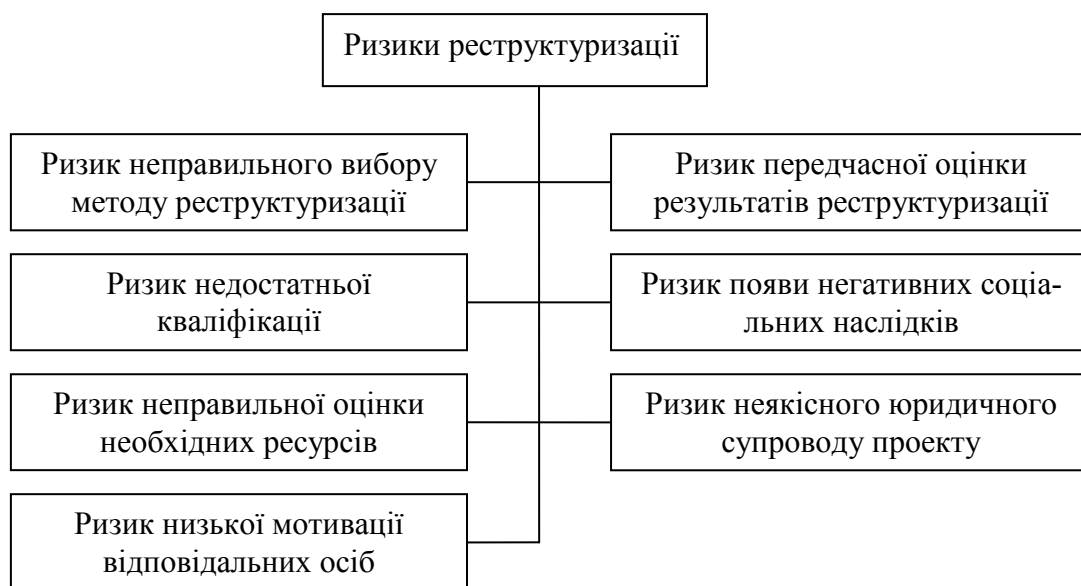 Ризики реструктуризації
Ризик неправильного вибору
методу реструктуризації
Ризик передчасної оцінки
результатів реструктуризації
Ризик недостатньої
кваліфікації
Ризик появи негативних соціа-
льних наслідків
Ризик неправильної оцінки
необхідних ресурсів
Ризик неякісного юридичного
супроводу проекту
Ризик низької мотивації
відповідальних осіб